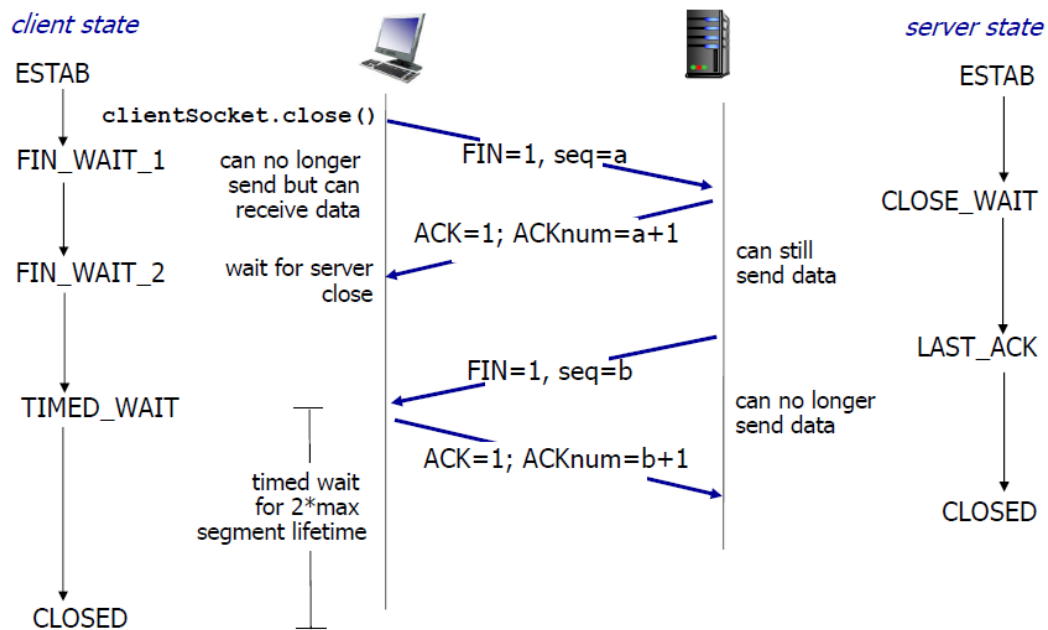 client state
server state
ESTAB
ESTAB
clientSocket.close()
FIN_WAIT_1
can no longer
send but can
receive data
FIN=1, seq=a
CLOSE_WAIT
ACK=1; ACKnum=a+1
FIN_WAIT_2
wait for server
close
can still
send data
LAST_ACK
FIN=1, seq=b
TIMED_WAIT
can no longer
send data
ACK=1; ACKnum=b+1
timed wait
for 2*max
segment lifetime
CLOSED
CLOSED